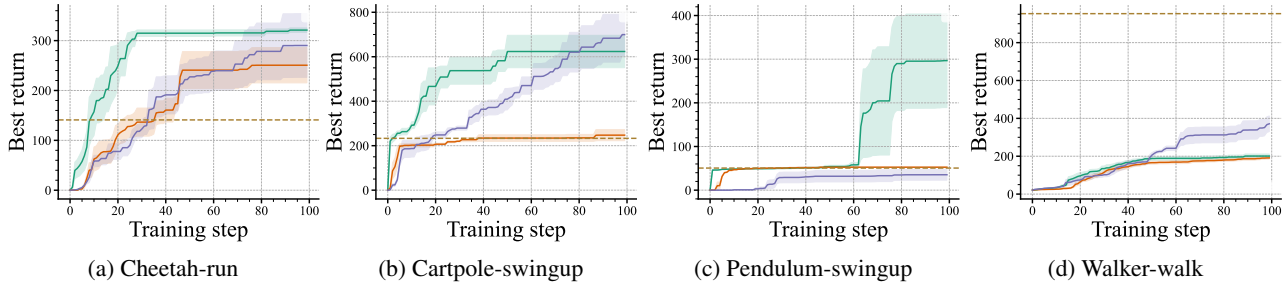 Best return
300
200
100
0
0 20 40 60 80 100
Training step
(a) Cheetah-run
Best return
800
600
400
200
0
0 20 40 60 80 100
Training step
(b) Cartpole-swingup
Best return
400
300
200
100
0
0 20 40 60 80 100
Training step
(c) Pendulum-swingup
Best return
800
600
400
200
0
0 20 40 60 80 100
Training step
(d) Walker-walk